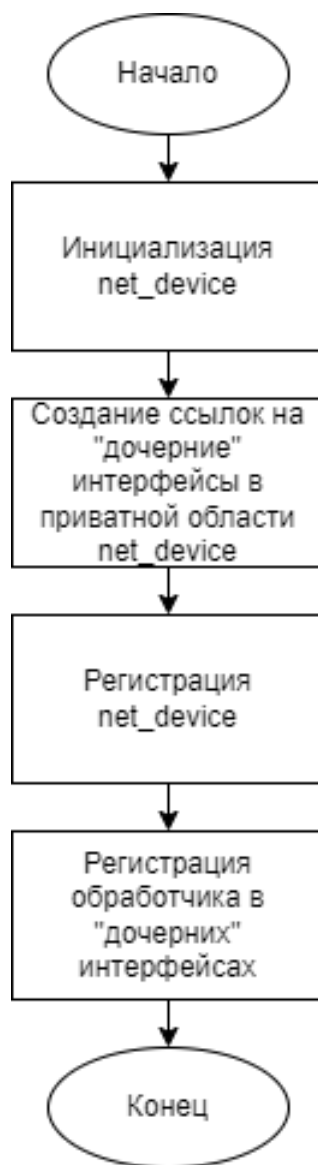 Начало
Инициализация
net_device
Создание ссылок на
"дочерние"
интерфейсы в
приватной области
net_device
Регистрация
net_device
Регистрация
обработчика в
"дочерних"
интерфейсах
Конец